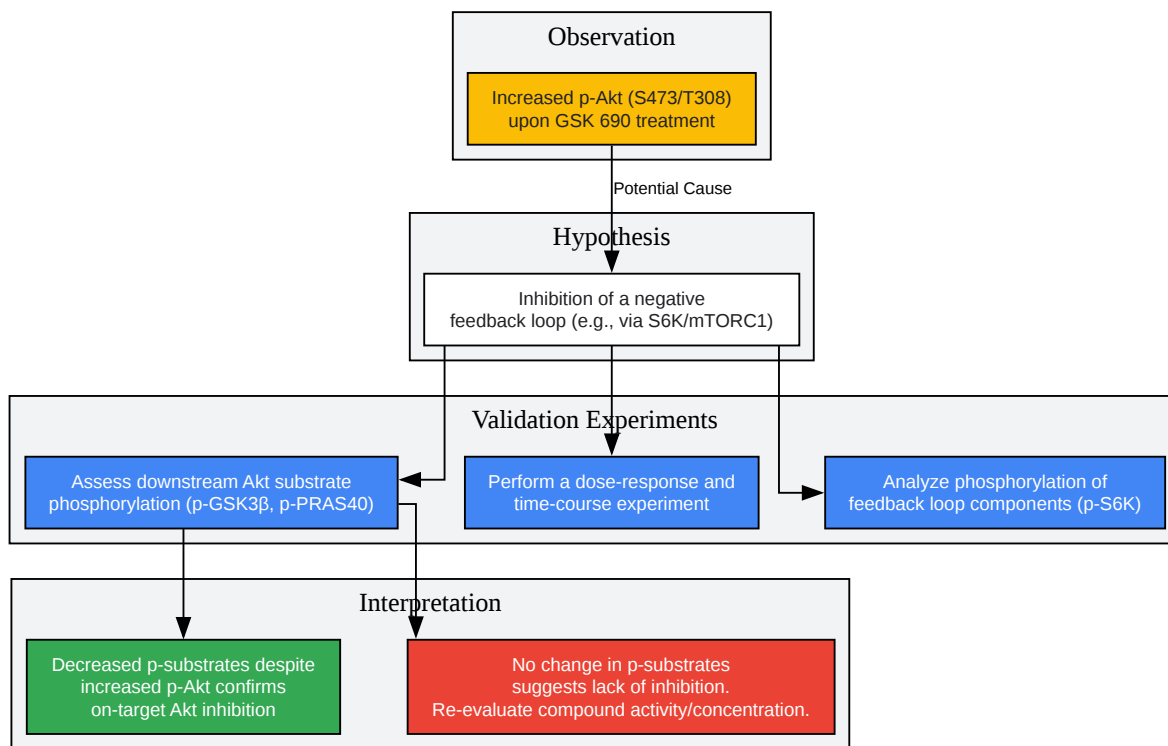 Observation
Increased p-Akt (S473/T308)
upon GSK 690 treatment
Potential Cause
Hypothesis
Inhibition of a negative
feedback loop (e.g., via S6K/mTORC1)
Validation Experiments
Assess downstream Akt substrate
phosphorylation (p-GSK3β, p-PRAS40)
Perform a dose-response and
time-course experiment
Analyze phosphorylation of
feedback loop components (p-S6K)
Interpretation
Decreased p-substrates despite
increased p-Akt confirms
on-target Akt inhibition
No change in p-substrates
suggests lack of inhibition.
Re-evaluate compound activity/concentration.